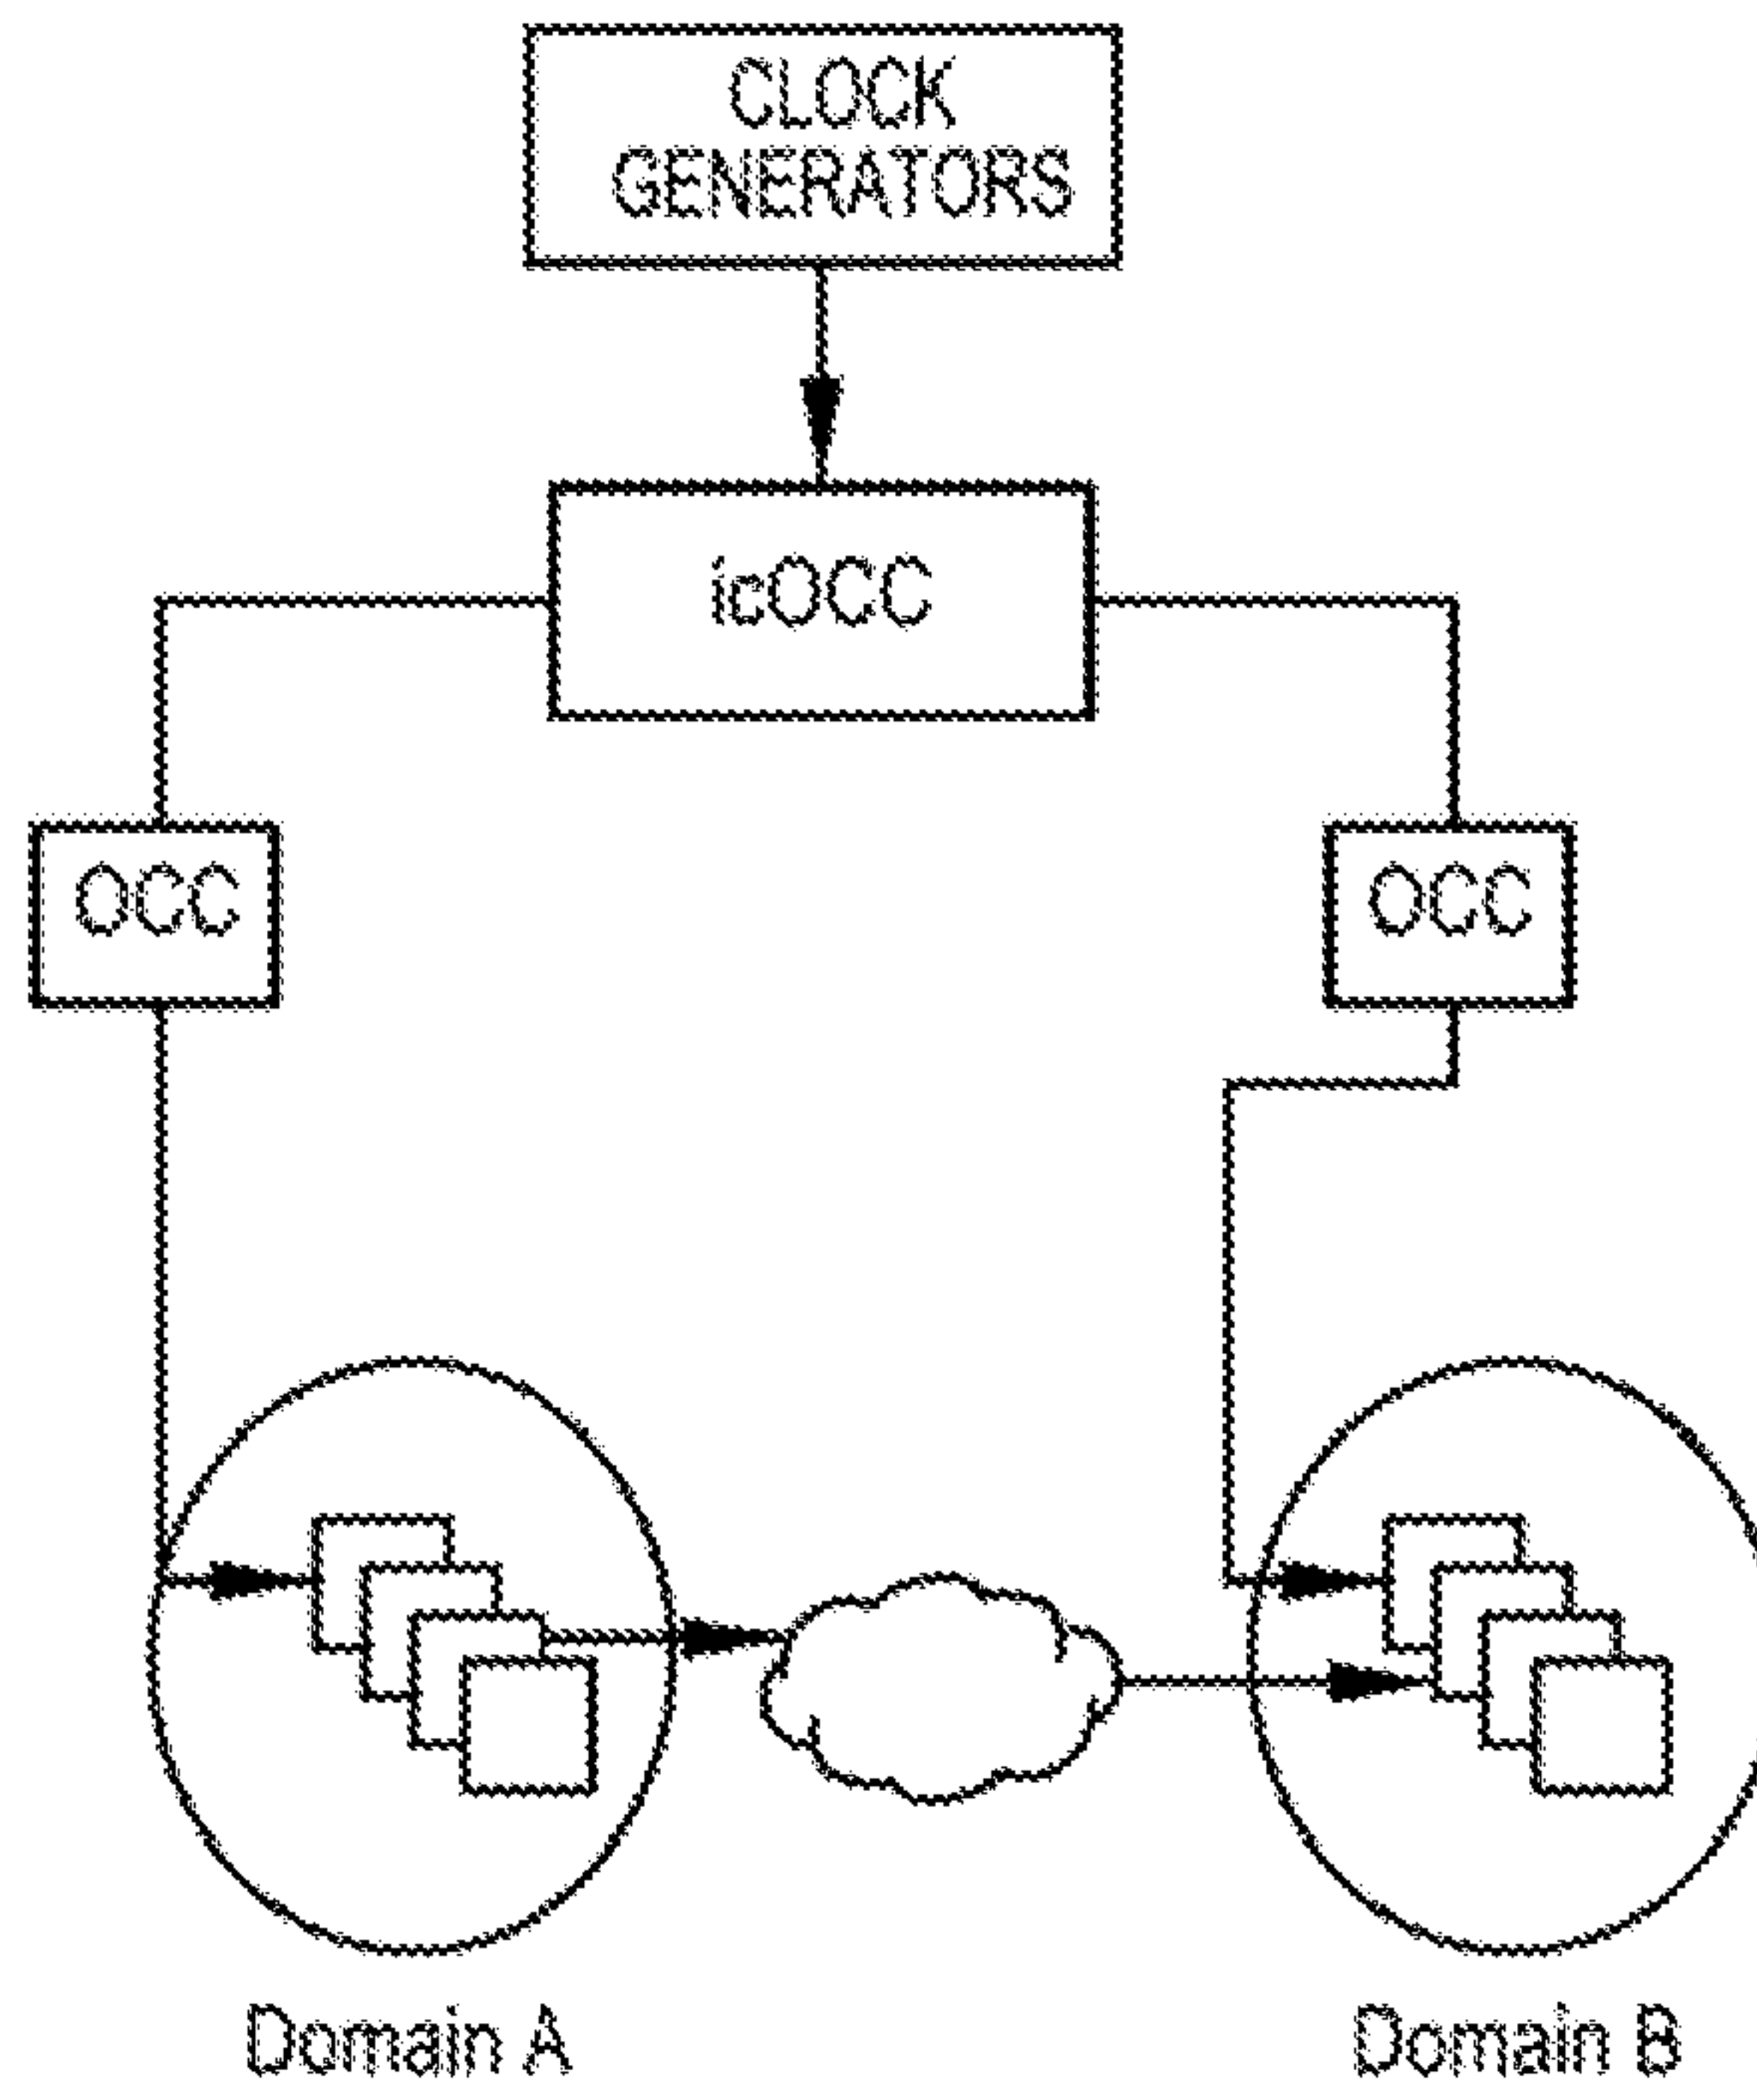 CLOCK
GENERATORS
icOCC
OCC
OCC
Domain A
Domain B